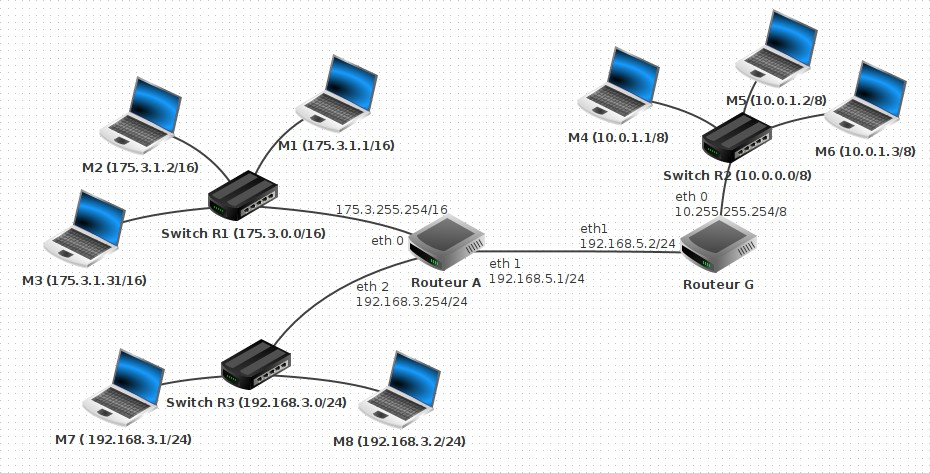 M5 (10.0.1.2/8)
M4 (10.0.1.1/8)
M1 (175.3.1.1/16)
M6 (10.0.1.3/8)
M2 (175.3.1.2/16)
Switch R2 (10.0.0.0/8)
eth 0
10.255.255.254/8
175.3.255.254/16
Switch R1 (175.3.0.0/16)
eth 0
eth1
192.168.5.2/24
eth 1
192.168.5.1/24
M3 (175.3.1.31/16)
Routeur A
Routeur G
eth 2
192.168.3.254/24
Switch R3 (192.168.3.0/24)
M7 ( 192.168.3.1/24)
M8 (192.168.3.2/24)